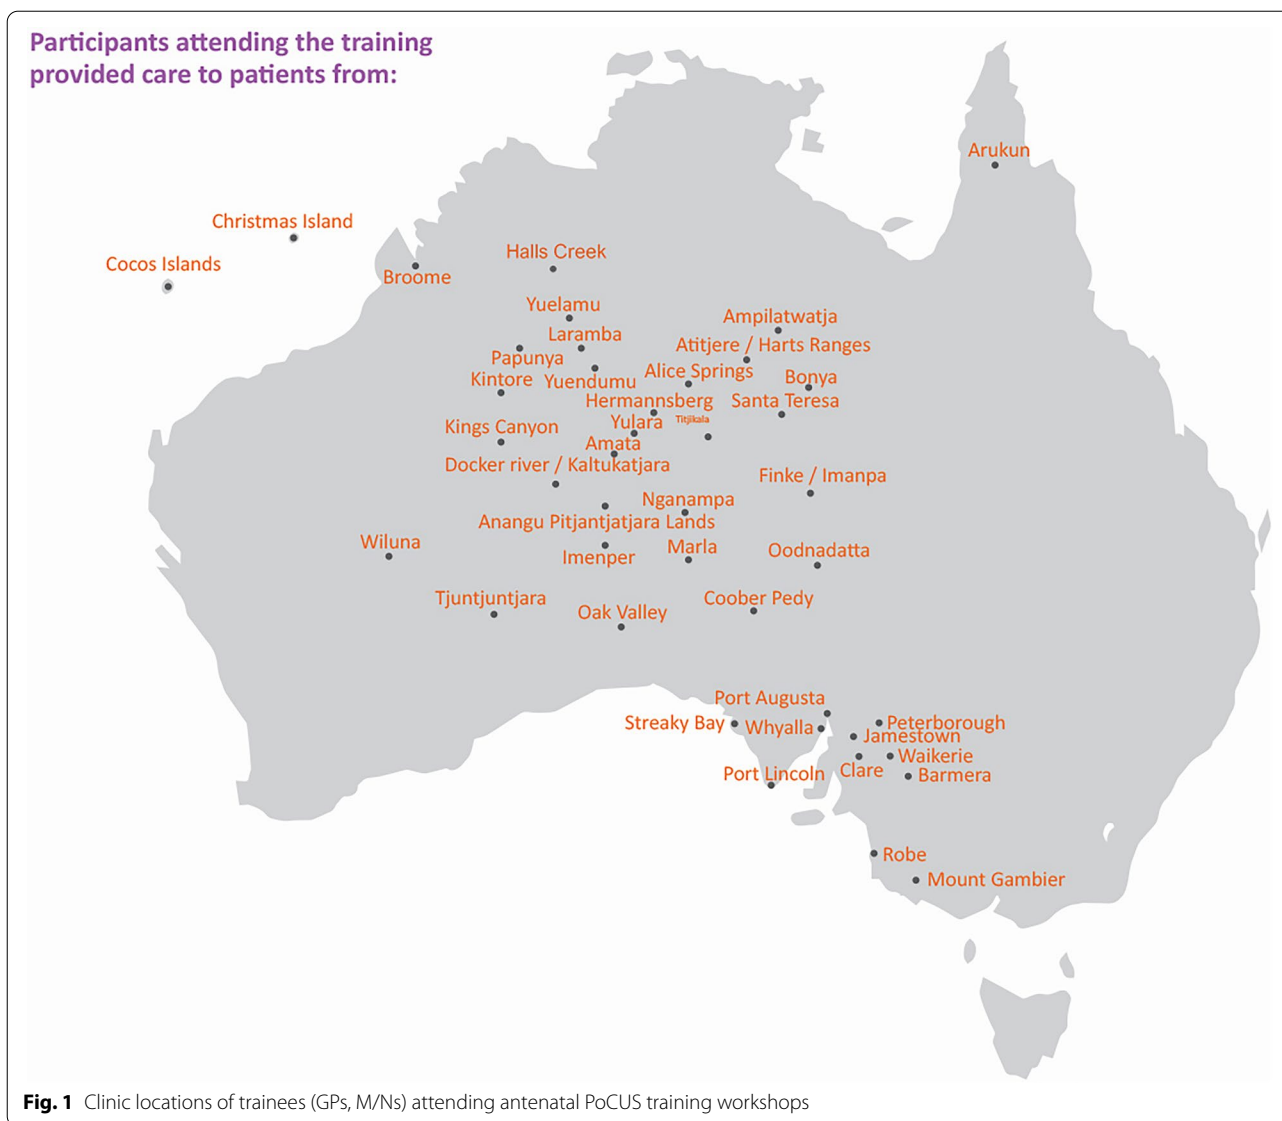 Participants attending the training
provided care to patients from:
Arukun
Christmas Island
Cocos Islands
Broome
Halls Creek
Yuelamu
Ampilatwatja
Laramba
Atitjere / Harts Ranges
Papunya
Alice Springs
Kintore
Yuendumu
Bonya
Hermannsberg
Santa Teresa
Yulara
Titjikala
Kings Canyon
Amata
Docker river / Kaltukatjara
Finke / Imanpa
Nganampa
Anangu Pitjantjatjara Lands
Wiluna
Imenper
Marla
Oodnadatta
Tjuntjuntjara
Oak Valley
Coober Pedy
Port Augusta
Streaky Bay
Whyalla
Peterborough
Jamestown
Waikerie
Port Lincoln
Clare
Barmera
Robe
Mount Gambier
Fig. 1 Clinic locations of trainees (GPs, M/Ns) attending antenatal PoCUS training workshops